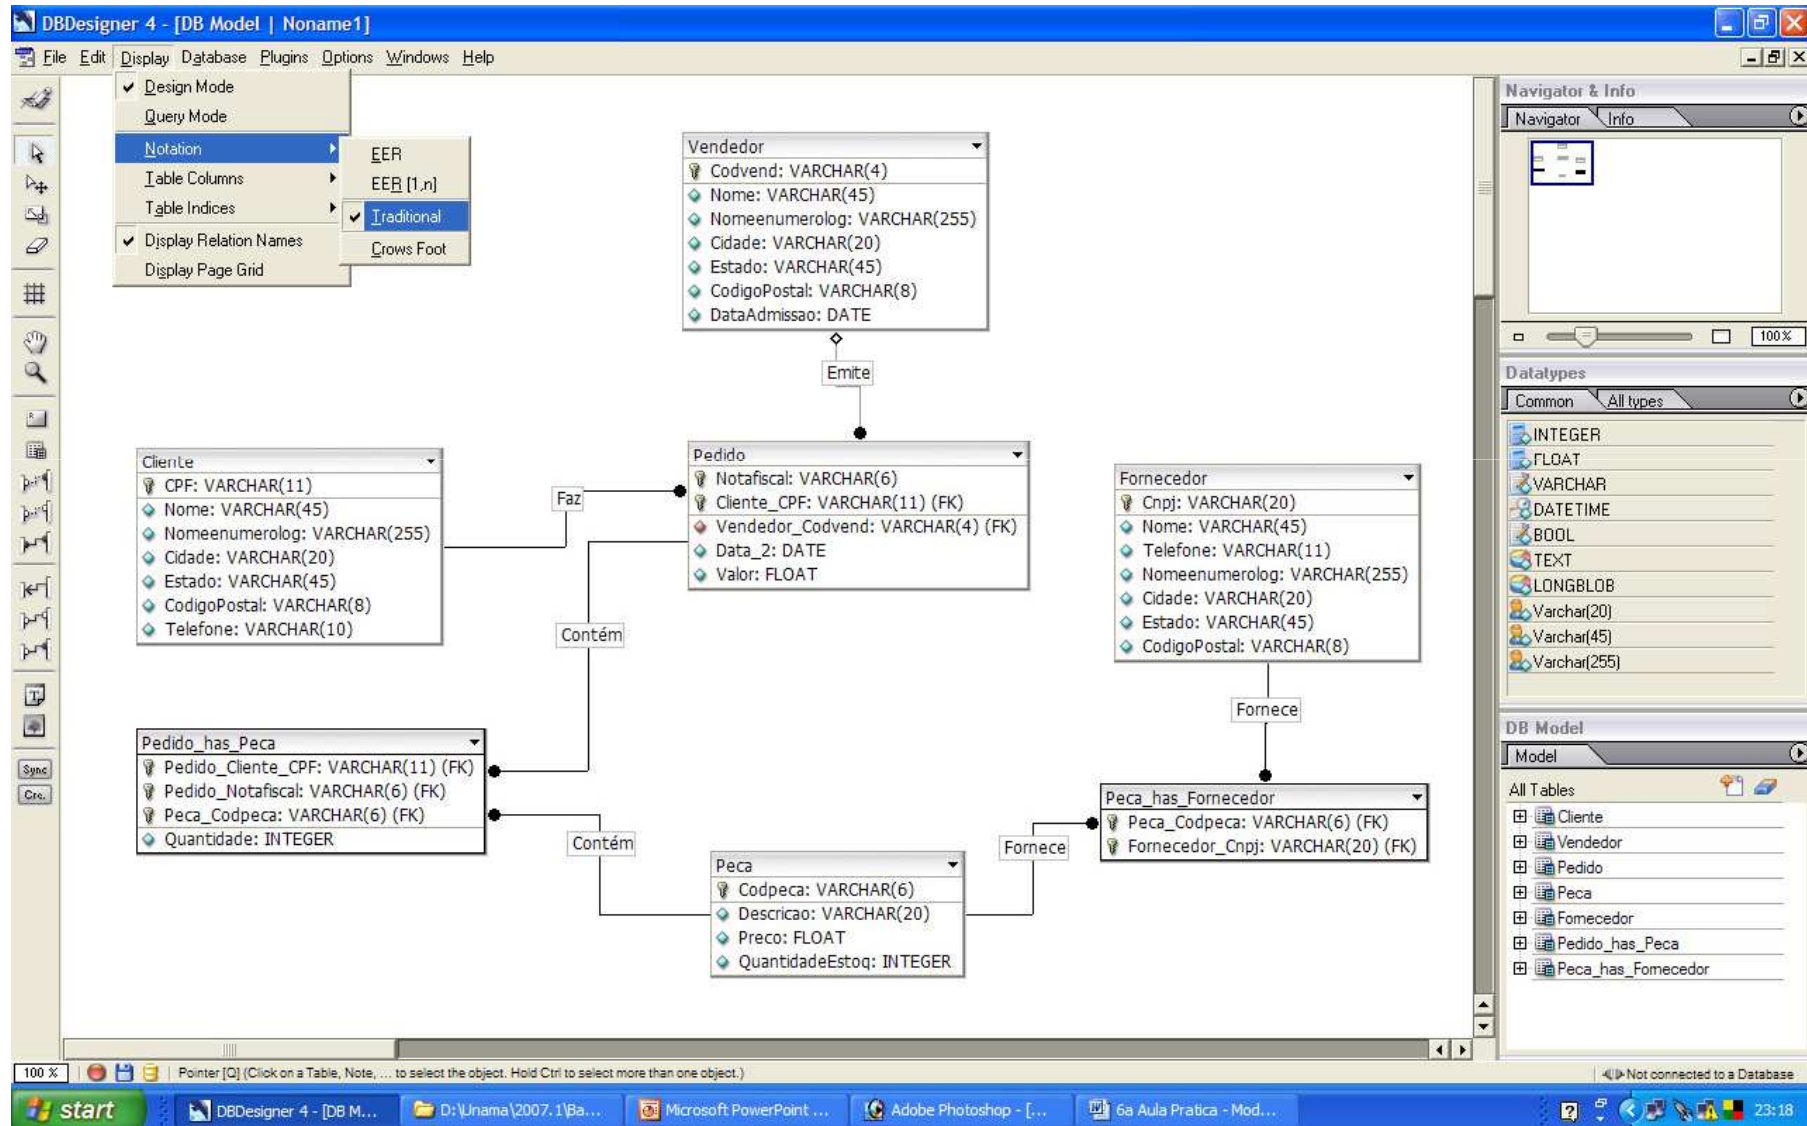 DBDesigner 4 - [DB Model | Noname1]
File Edit Display Database Plugins Options Windows Help
Design Mode
Query Mode
Notation
Table Columns
Table Indices
Display Relation Names
Display Page Grid
EER
EER [1,n]
Traditional
Crows Foot
Vendedor
Codvend: VARCHAR(4)
Nome: VARCHAR(45)
Nomeenumerolog: VARCHAR(255)
Cidade: VARCHAR(20)
Estado: VARCHAR(45)
CodigoPostal: VARCHAR(8)
DataAdmissao: DATE
Emite
Cliente
CPF: VARCHAR(11)
Nome: VARCHAR(45)
Nomeenumerolog: VARCHAR(255)
Cidade: VARCHAR(20)
Estado: VARCHAR(45)
CodigoPostal: VARCHAR(8)
Telefone: VARCHAR(10)
Faz
Pedido
Notafiscal: VARCHAR(6)
Cliente_CPF: VARCHAR(11) (FK)
Vendedor_Codvend: VARCHAR(4) (FK)
Data_2: DATE
Valor: FLOAT
Fornecedor
Cnpj: VARCHAR(20)
Nome: VARCHAR(45)
Telefone: VARCHAR(11)
Nomeenumerolog: VARCHAR(255)
Cidade: VARCHAR(20)
Estado: VARCHAR(45)
CodigoPostal: VARCHAR(8)
Contém
Fornece
Pedido_has_Peca
Pedido_Cliente_CPF: VARCHAR(11) (FK)
Pedido_Notafiscal: VARCHAR(6) (FK)
Peca_Codpeca: VARCHAR(6) (FK)
Quantidade: INTEGER
Contém
Peca
Codpeca: VARCHAR(6)
Descricao: VARCHAR(20)
Preco: FLOAT
QuantidadeEstoq: INTEGER
Fornece
Peca_has_Fornecedor
Peca_Codpeca: VARCHAR(6) (FK)
Fornecedor_Cnpj: VARCHAR(20) (FK)
Sync
Cre.
Navigator & Info
Navigator Info
100%
Datatypes
Common All types
INTEGER
FLOAT
VARCHAR
DATETIME
BOOL
TEXT
LONGBLOB
Varchar(20)
Varchar(45)
Varchar(255)
DB Model
Model
All Tables
Cliente
Vendedor
Pedido
Peca
Fornecedor
Pedido_has_Peca
Peca_has_Fornecedor
100 % Pointer [Q] (Click on a Table, Note, ... to select the object. Hold Ctrl to select more than one object.) Not connected to a Database
start DBDesigner 4 - [DB M... D:\Unama\2007.1\Ba... Microsoft PowerPoint ... Adobe Photoshop - [... 6a Aula Pratica - Mod... 23:18